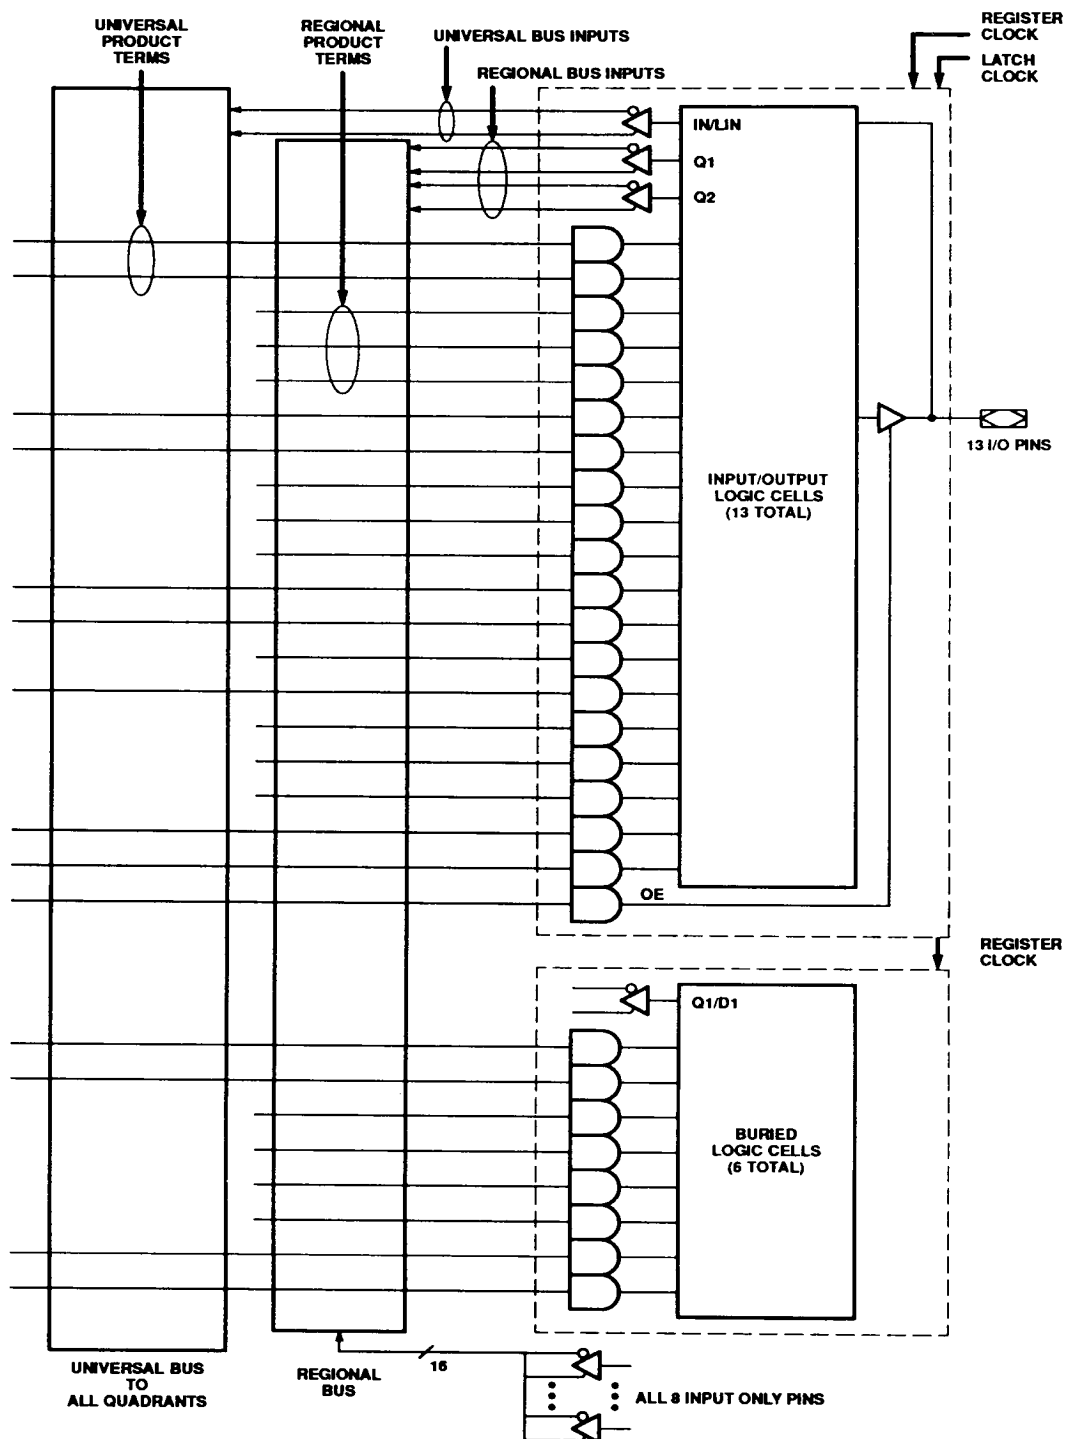 UNIVERSAL
PRODUCT
TERMS
REGIONAL
PRODUCT
TERMS
UNIVERSAL BUS INPUTS
REGIONAL BUS INPUTS
REGISTER
CLOCK
LATCH
CLOCK
IN/LIN
Q1
Q2
13 I/O PINS
INPUT/OUTPUT
LOGIC CELLS
(13 TOTAL)
OE
REGISTER
CLOCK
Q1/D1
BURIED
LOGIC CELLS
(6 TOTAL)
UNIVERSAL BUS
TO
ALL QUADRANTS
REGIONAL
BUS
16
ALL 8 INPUT ONLY PINS